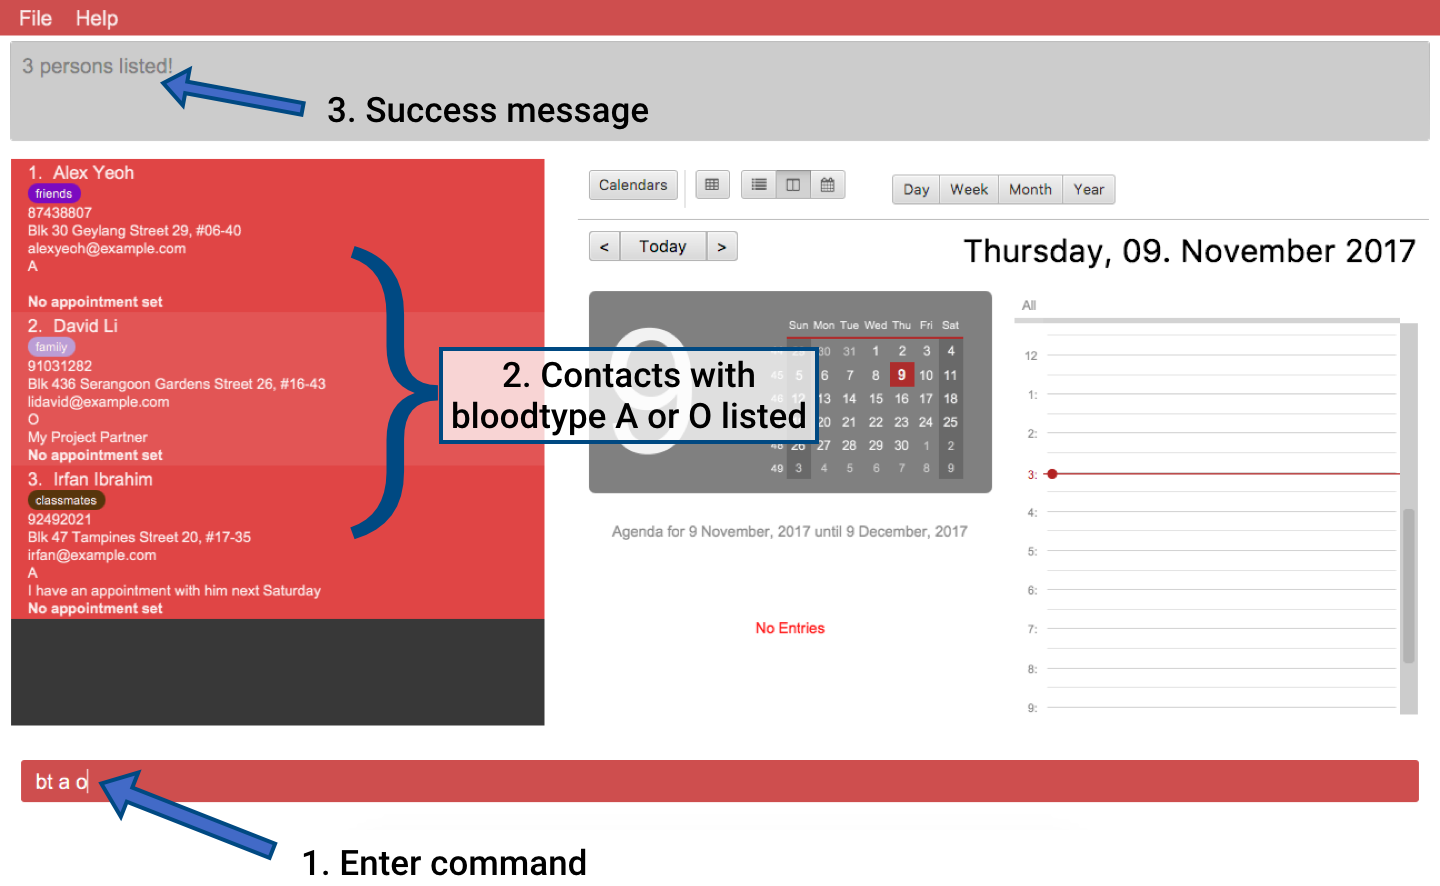 File Help
3 persons listed!
3. Success message
1. Alex Yeoh
friends
87438807
Blk 30 Geylang Street 29, #06-40
alexyeoh@example.com
A
No appointment set
2. David Li
family
91031282
Blk 436 Serangoon Gardens Street 26, #16-43
lidavid@example.com
O
My Project Partner
No appointment set
3. Irfan Ibrahim
classmates
92492021
Blk 47 Tampines Street 20, #17-35
irfan@example.com
A
I have an appointment with him next Saturday
No appointment set
2. Contacts with
bloodtype A or O listed
Calendars
Day Week Month Year
< Today >
Thursday, 09. November 2017
9
Sun Mon Tue Wed Thu Fri Sat
44 29 30 31 1 2 3 4
45 5 6 7 8 9 10 11
46 12 13 14 15 16 17 18
20 21 22 23 24 25
48 26 27 28 29 30 1 2
49 3 4 5 6 7 8 9
Agenda for 9 November, 2017 until 9 December, 2017
No Entries
All
12
1:
2:
3:
4:
5:
6:
7:
8:
9:
bt a o
1. Enter command